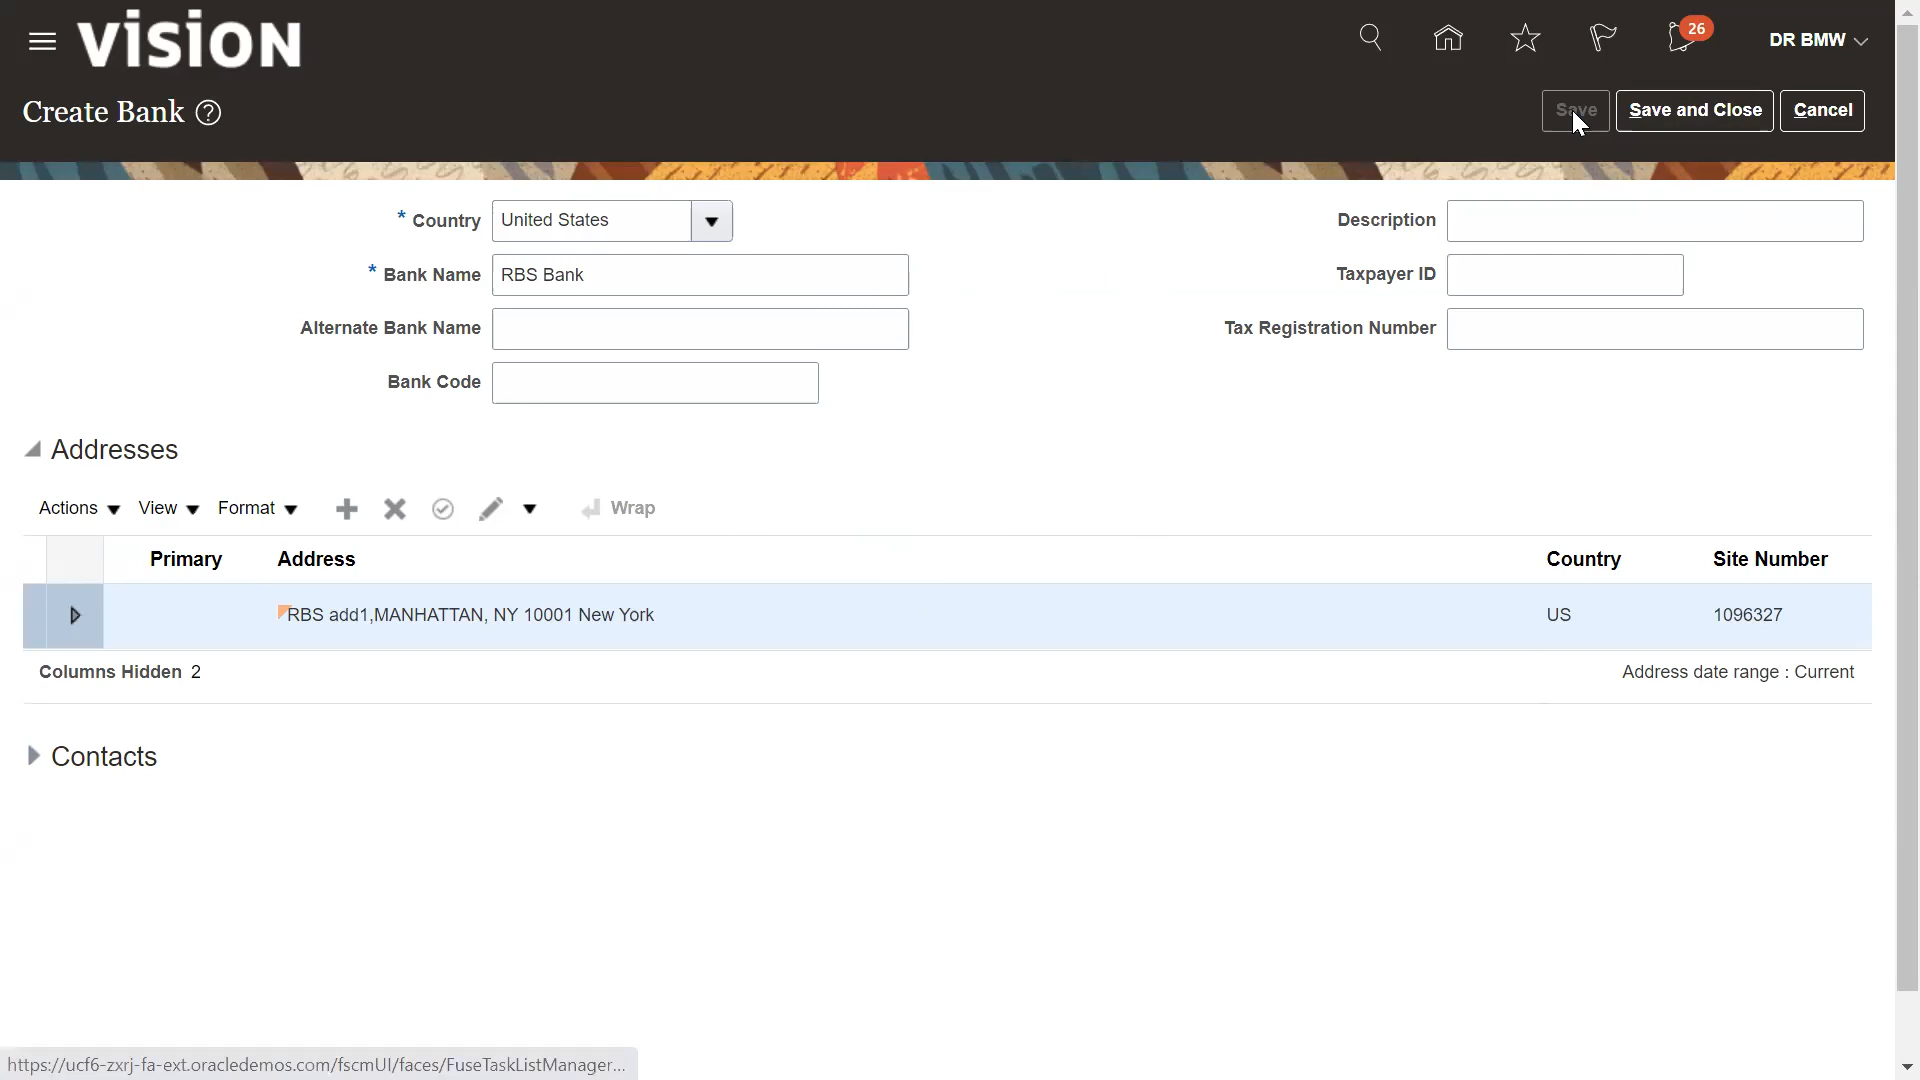 VISION
26
DR BMW
Create Bank ?
Save
Save and Close
Cancel
* Country United States
Description
* Bank Name RBS Bank
Taxpayer ID
Alternate Bank Name
Tax Registration Number
Bank Code
Addresses
Actions View Format Wrap
Primary Address Country Site Number
RBS add1,MANHATTAN, NY 10001 New York US 1096327
Columns Hidden 2
Address date range : Current
Contacts
https://ucf6-zxrj-fa-ext.oracledemos.com/fscmUI/faces/FuseTaskListManager...